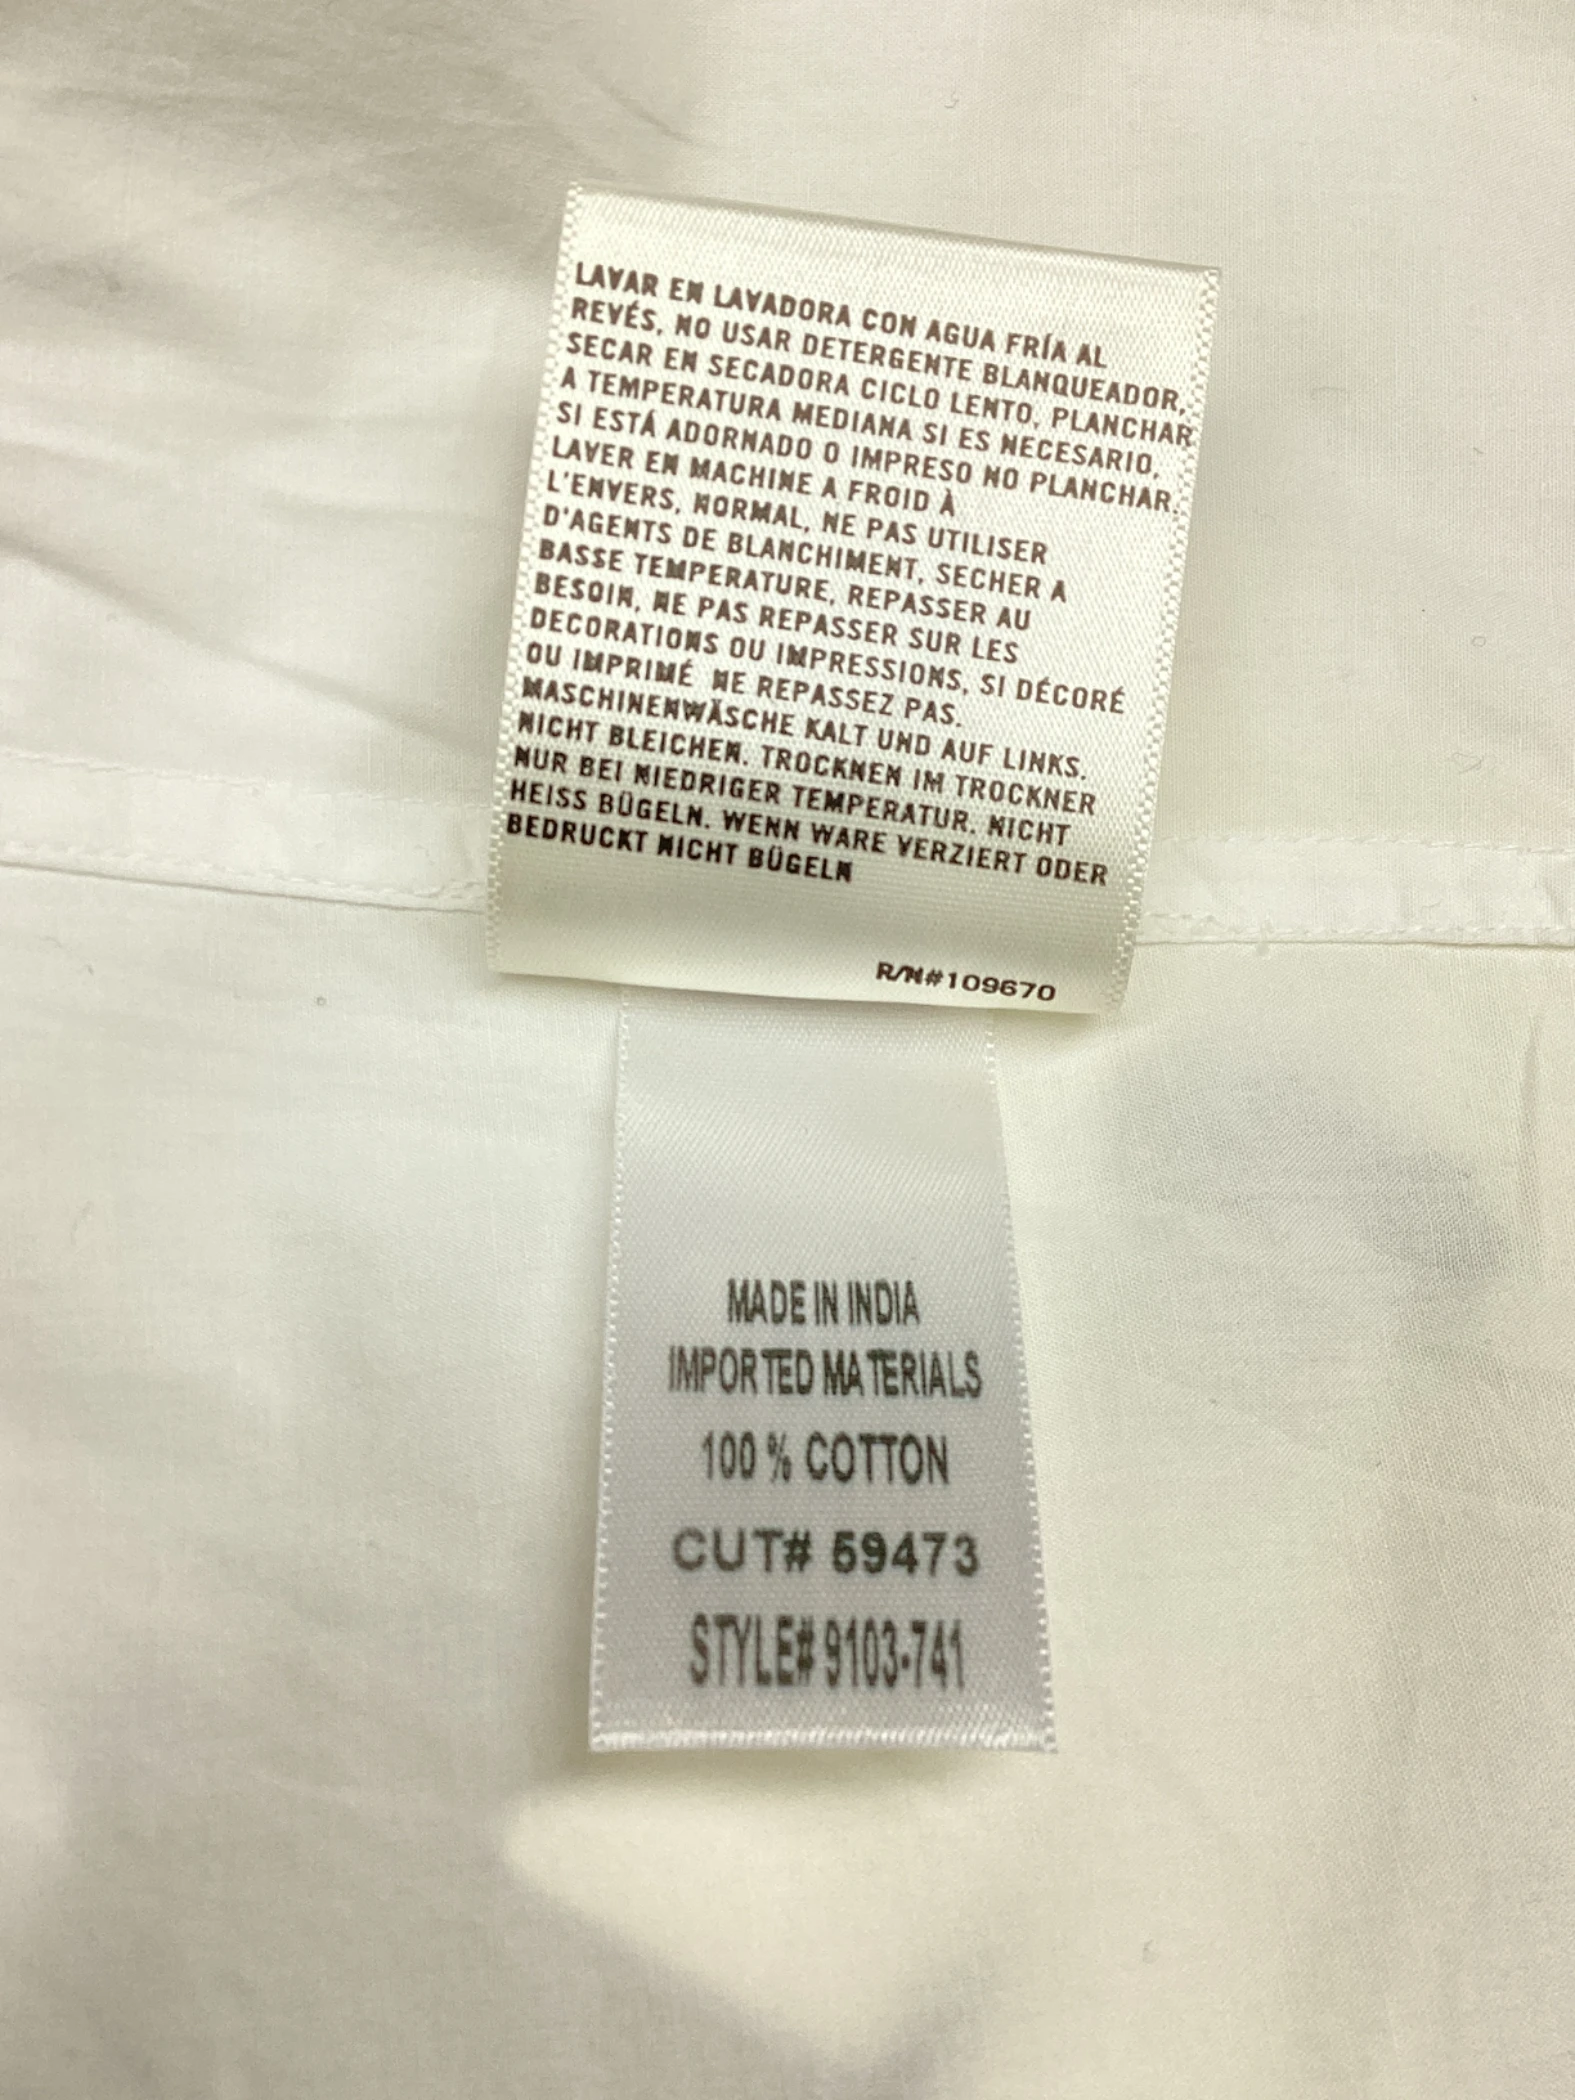 LAVAR EN LAVADORA CON AGUA FRÍA AL
REVÉS, NO USAR DETERGENTE BLANQUEADOR,
SECAR EN SECADORA CICLO LENTO, PLANCHAR
A TEMPERATURA MEDIANA SI ES NECESARIO,
SI ESTÁ ADORNADO O IMPRESO NO PLANCHAR.
LAVER EN MACHINE A FROID À
L'ENVERS, NORMAL, NE PAS UTILISER
D'AGENTS DE BLANCHIMENT, SECHER A
BASSE TEMPERATURE, REPASSER AU
BESOIN, NE PAS REPASSER SUR LES
DECORATIONS OU IMPRESSIONS, SI DÉCORÉ
OU IMPRIMÉ NE REPASSEZ PAS.
MASCHINENWÄSCHE KALT UND AUF LINKS.
NICHT BLEICHEN. TROCKNEN IM TROCKNER
NUR BEI NIEDRIGER TEMPERATUR. NICHT
HEISS BÜGELN. WENN WARE VERZIERT ODER
BEDRUCKT NICHT BÜGELN
R/N#109670
MADE IN INDIA
IMPORTED MATERIALS
100 % COTTON
CUT# 59473
STYLE# 9103-741